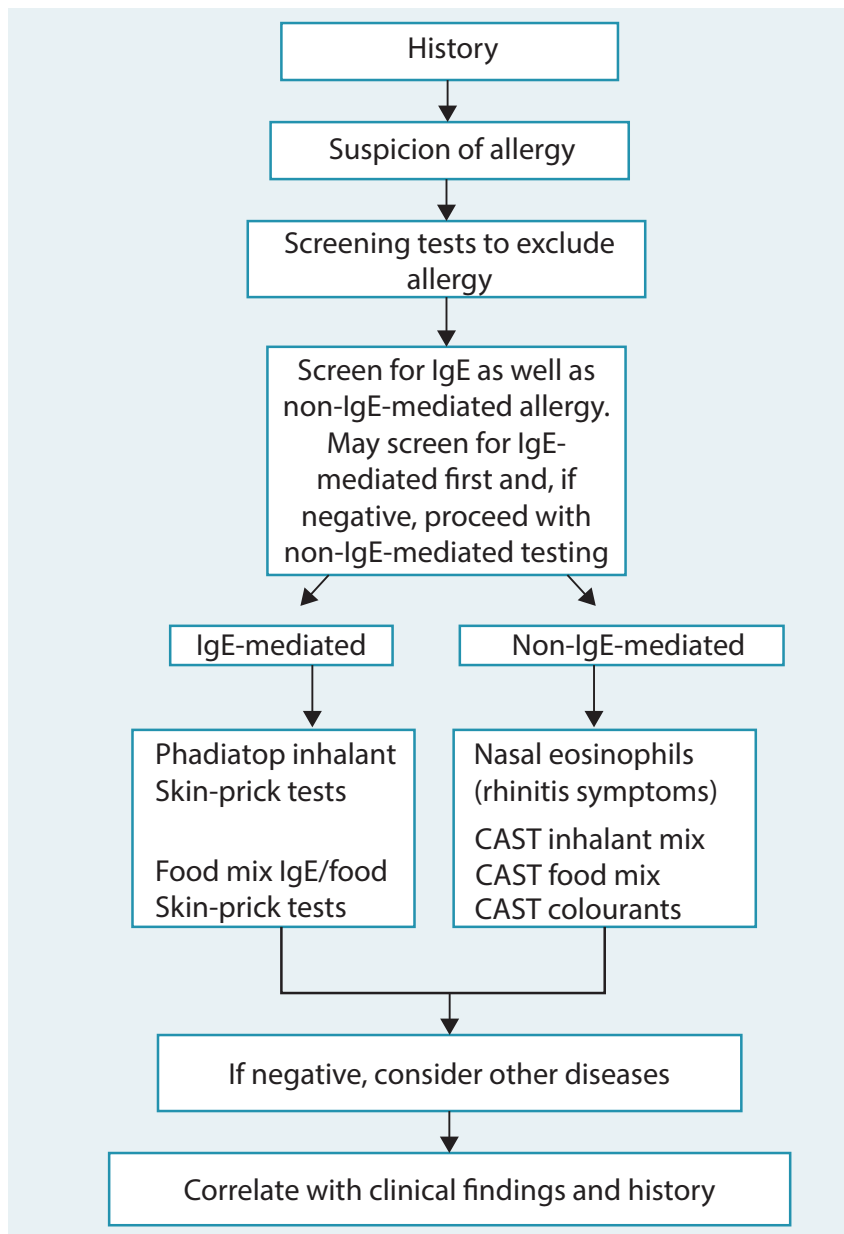 History
Suspicion of allergy
Screening tests to exclude
allergy
Screen for IgE as well as
non-IgE-mediated allergy.
May screen for IgE-
mediated first and, if
negative, proceed with
non-IgE-mediated testing
IgE-mediated
Non-IgE-mediated
Phadiatop inhalant
Skin-prick tests
Food mix IgE/food
Skin-prick tests
Nasal eosinophils
(rhinitis symptoms)
CAST inhalant mix
CAST food mix
CAST colourants
If negative, consider other diseases
Correlate with clinical findings and history